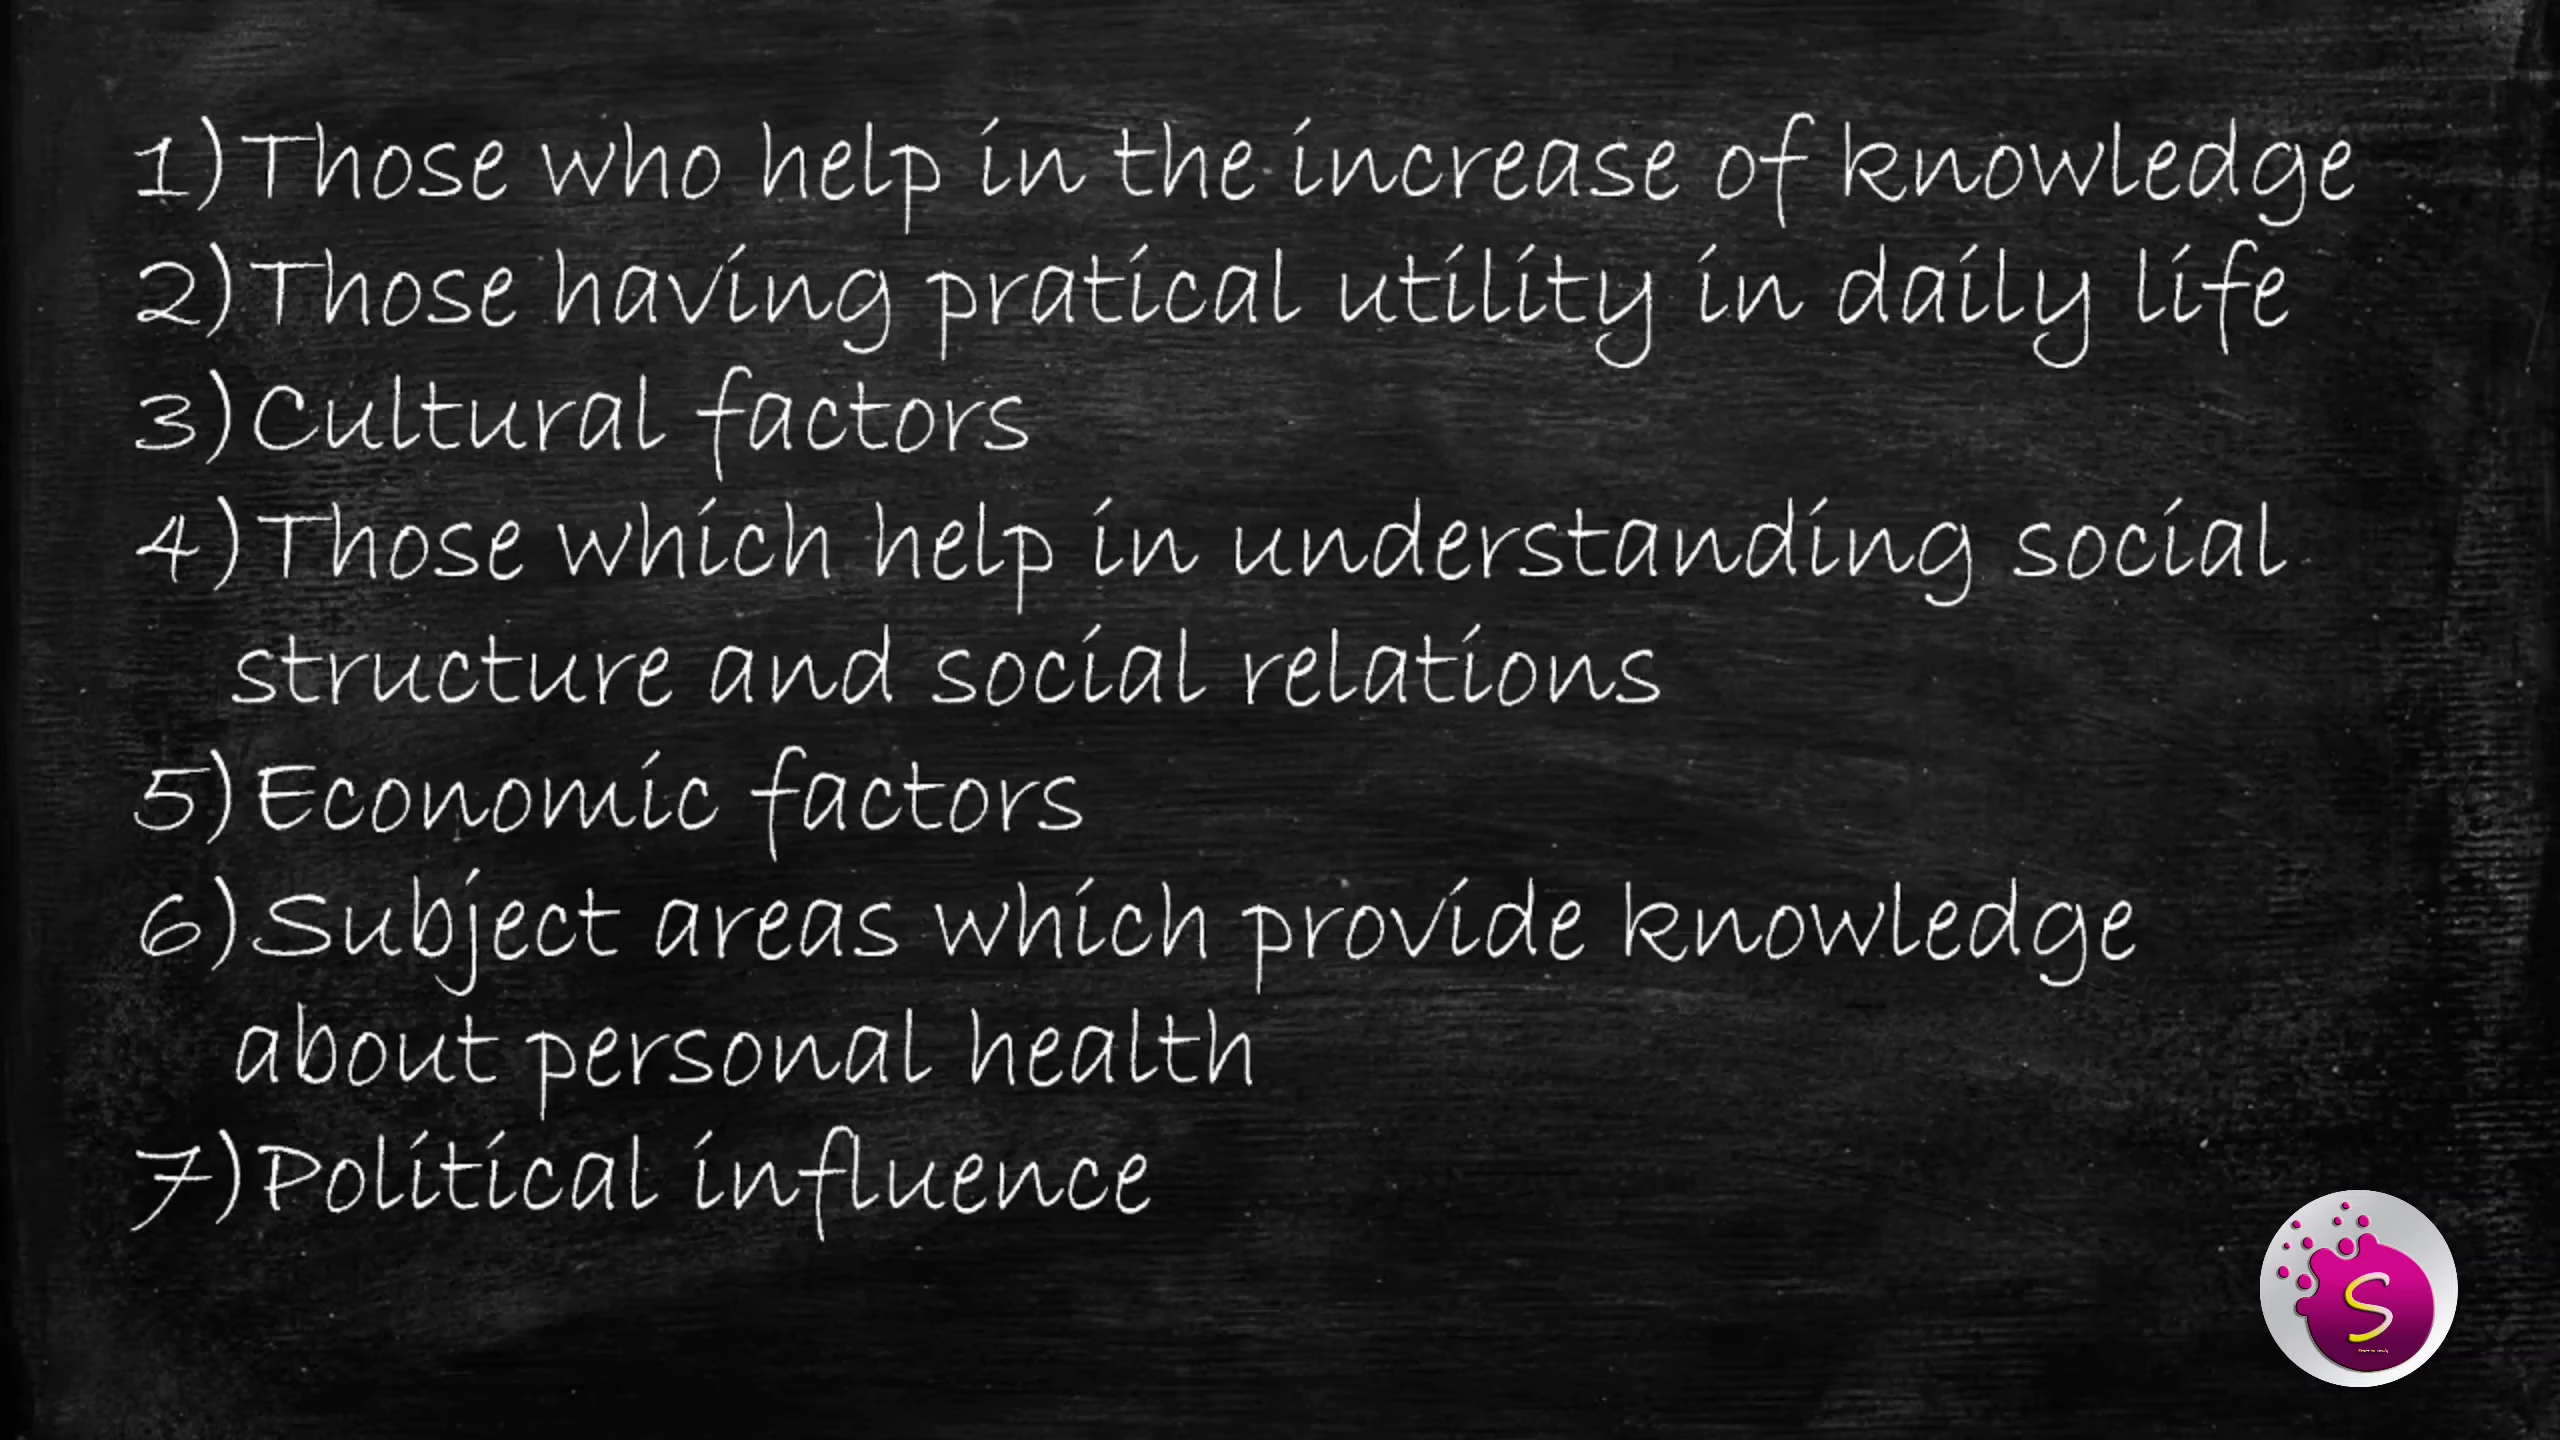 1) Those who help in the increase of knowledge
2) Those having pratical utility in daily life
3) Cultural factors
4) Those which help in understanding social
structure and social relations
5) Economic factors
6) Subject areas which provide knowledge
about personal health
7) Political influence
S